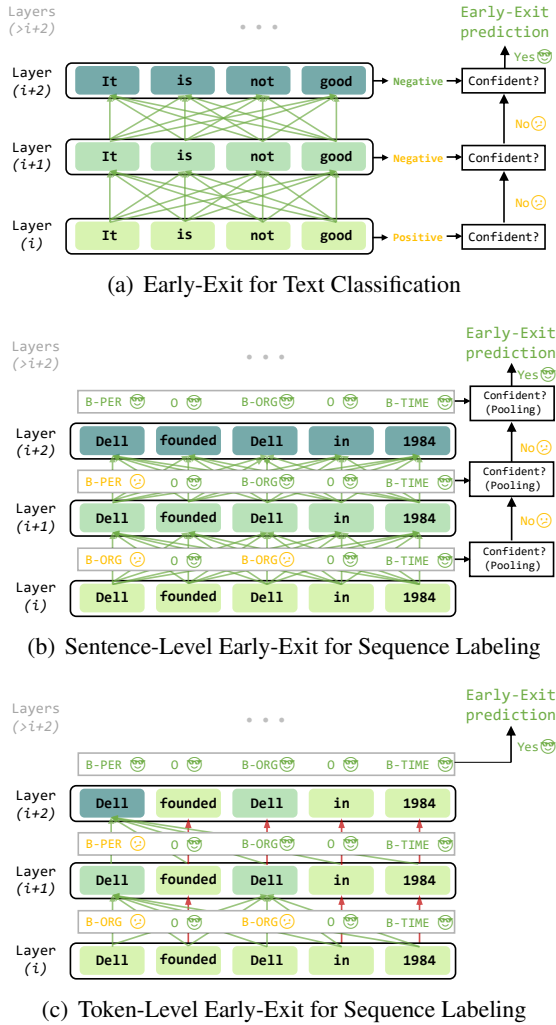 Layers
(>i+2)
• • •
Early-Exit
prediction
Yes
Layer
(i+2)
It is not good
Negative
Confident?
No
Layer
(i+1)
It is not good
Negative
Confident?
No
Layer
(i)
It is not good
Positive
Confident?
(a) Early-Exit for Text Classification
Layers
(>i+2)
• • •
Early-Exit
prediction
Yes
B-PER O B-ORG O B-TIME
Confident?
(Pooling)
Layer
(i+2)
Dell founded Dell in 1984
No
B-PER O B-ORG O B-TIME
Confident?
(Pooling)
Layer
(i+1)
Dell founded Dell in 1984
No
B-ORG O B-ORG O B-TIME
Confident?
(Pooling)
Layer
(i)
Dell founded Dell in 1984
(b) Sentence-Level Early-Exit for Sequence Labeling
Layers
(>i+2)
• • •
Early-Exit
prediction
Yes
B-PER O B-ORG O B-TIME
Layer
(i+2)
Dell founded Dell in 1984
B-PER O B-ORG O B-TIME
Layer
(i+1)
Dell founded Dell in 1984
B-ORG O B-ORG O B-TIME
Layer
(i)
Dell founded Dell in 1984
(c) Token-Level Early-Exit for Sequence Labeling